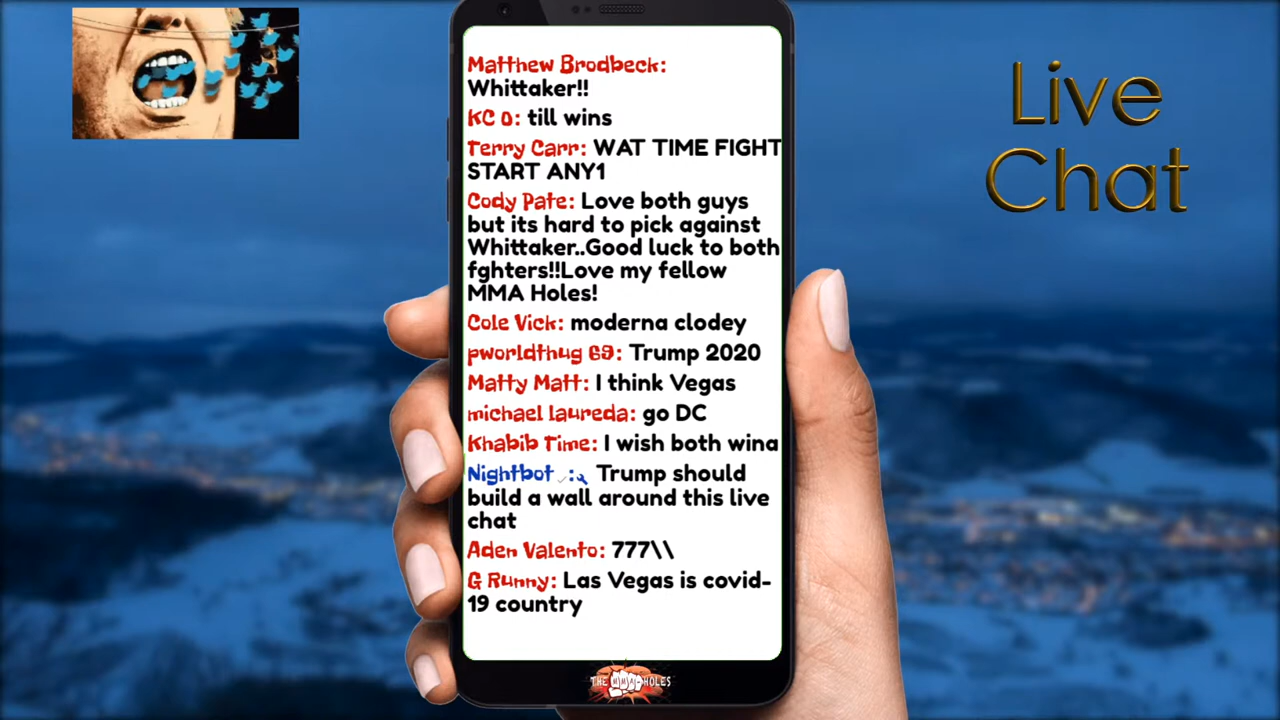 Live
Chat
Matthew Brodbeck:
Whittaker!!
KC O: till wins
Terry Carr: WAT TIME FIGHT
START ANY1
Cody Pate: Love both guys
but its hard to pick against
Whittaker..Good luck to both
fghters!!Love my fellow
MMA Holes!
Cole Vick: moderna clodey
pworldthug 69: Trump 2020
Matty Matt: I think Vegas
michael laureda: go DC
Khabib Time: I wish both wina
Nightbot : Trump should
build a wall around this live
chat
Aden Valento: 777\\
G Runny: Las Vegas is covid-
19 country
THE MMA-HOLES